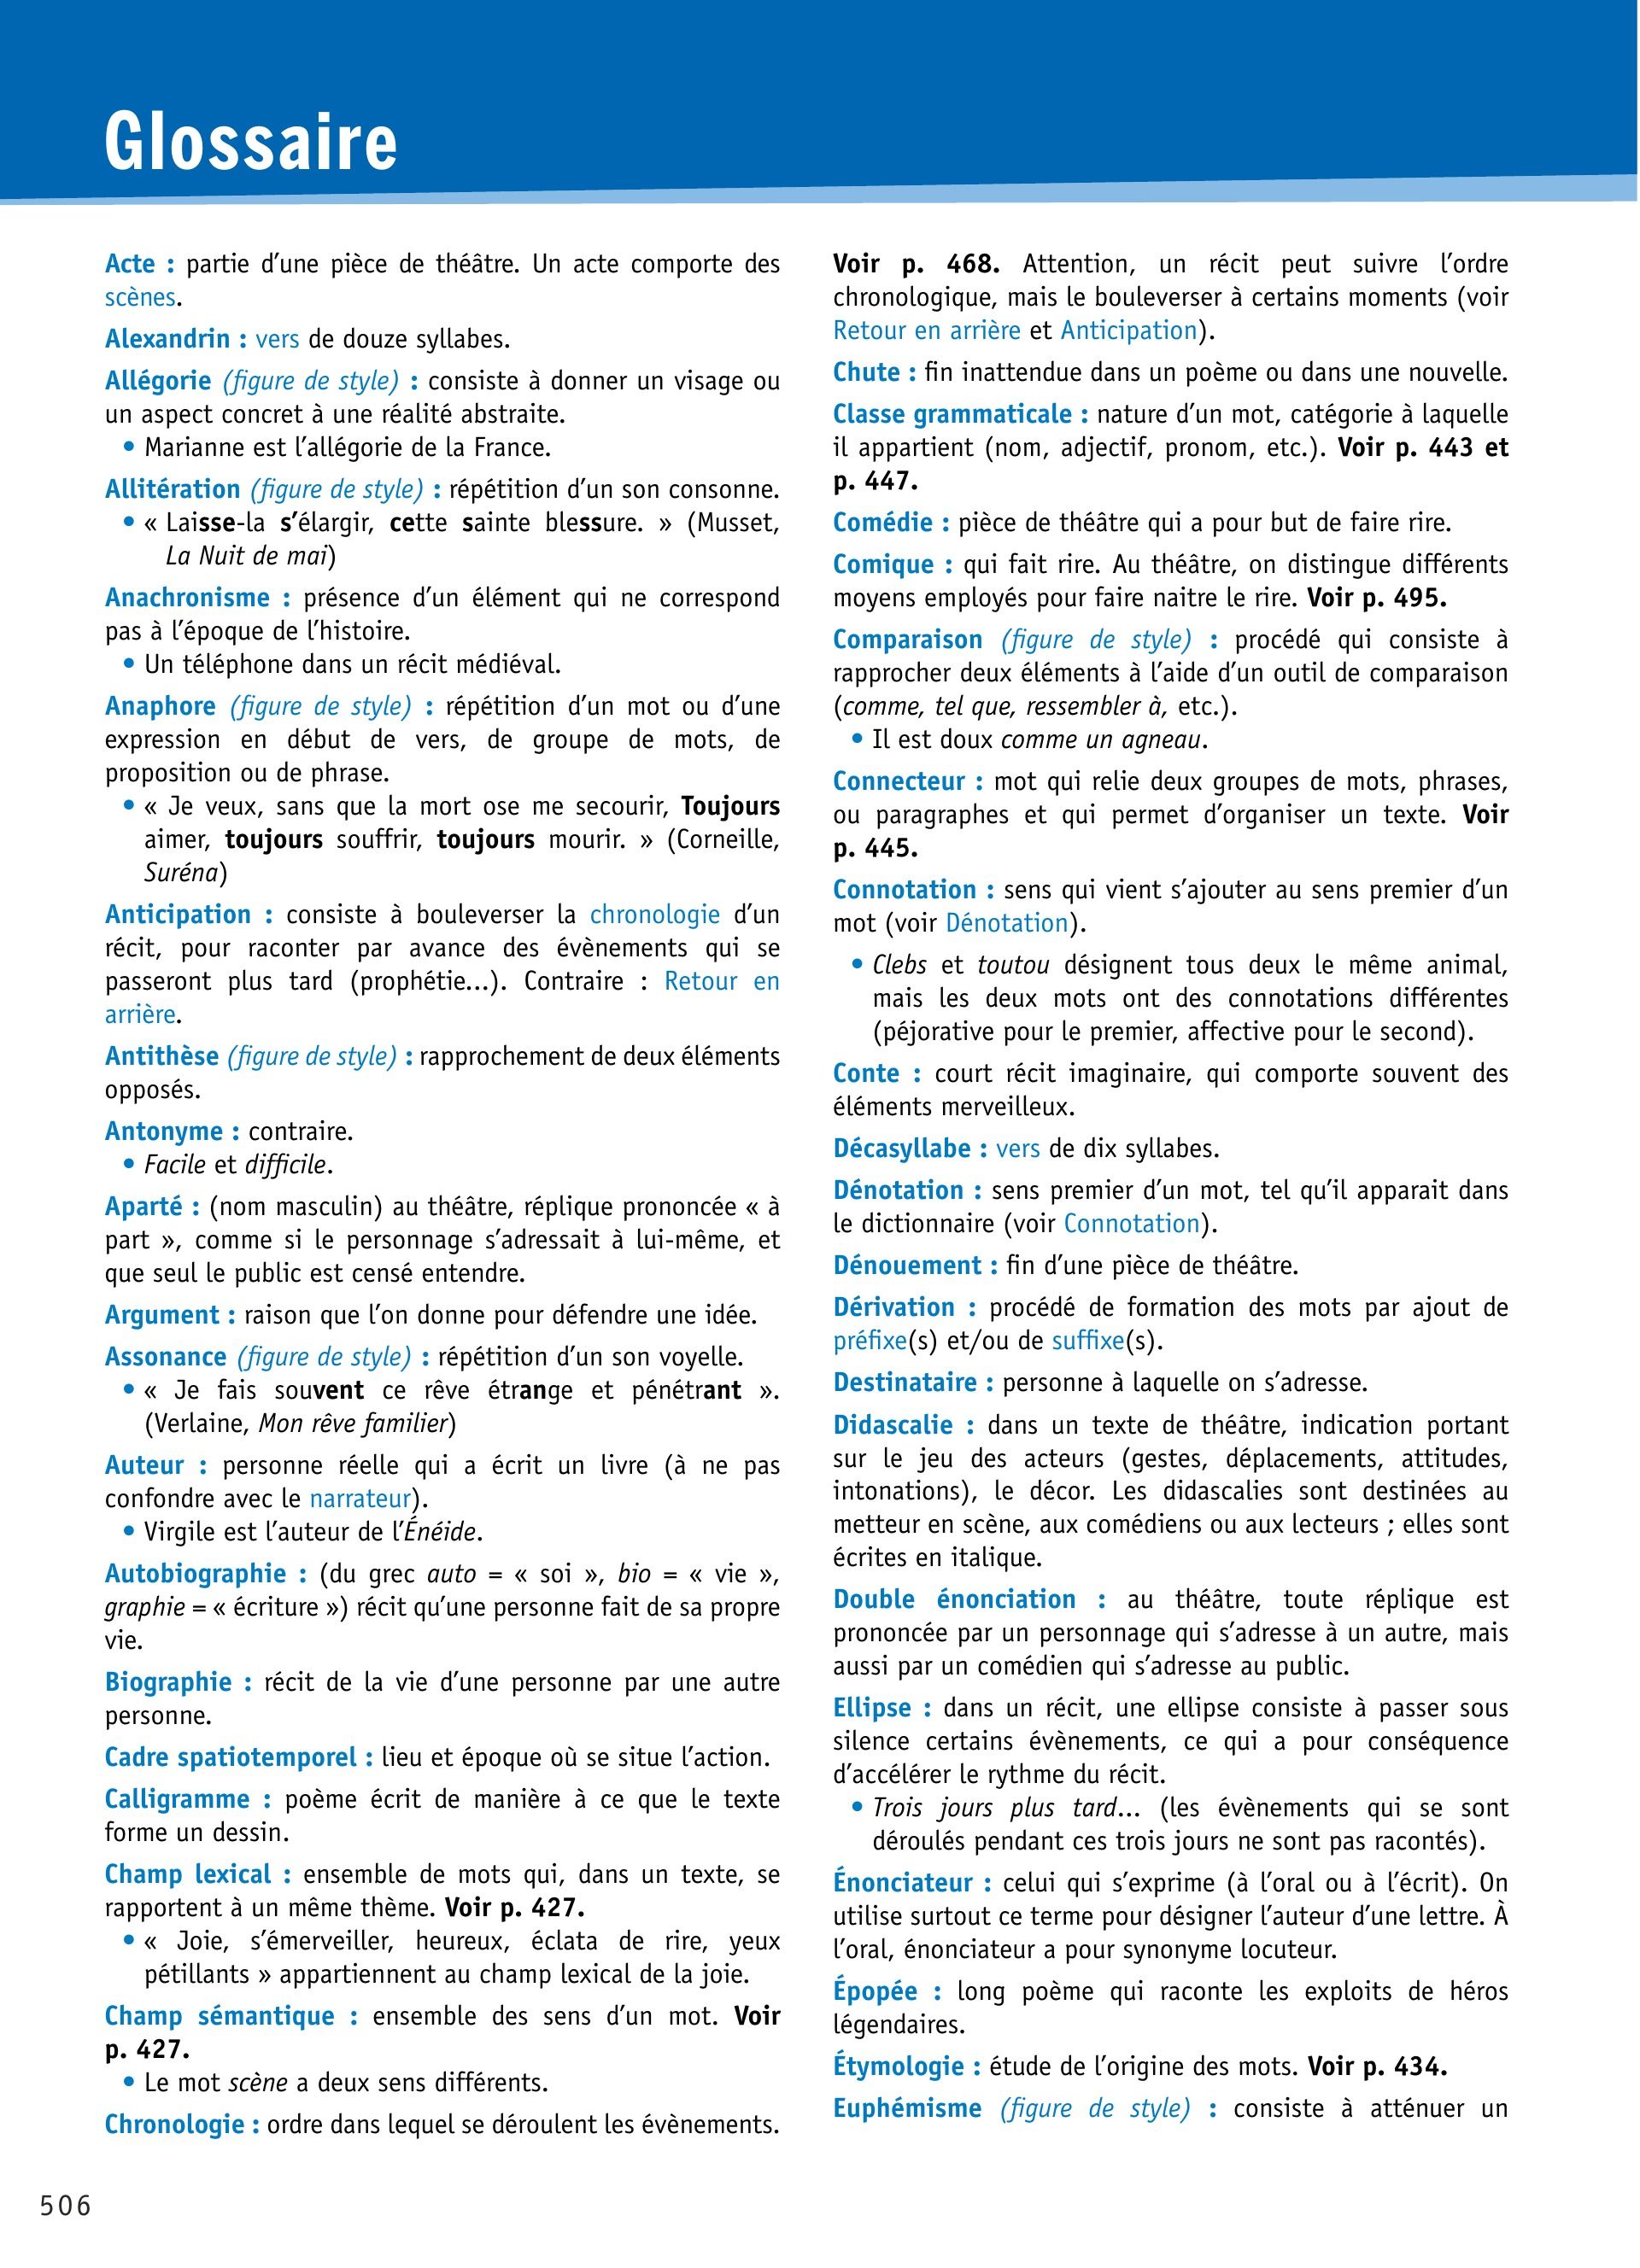 Glossaire
Acte : partie d’une pièce de théâtre. Un acte comporte des
scènes.
Alexandrin : vers de douze syllabes.
Allégorie (figure de style) : consiste à donner un visage ou
un aspect concret à une réalité abstraite.
• Marianne est l’allégorie de la France.
Allitération (figure de style) : répétition d’un son consonne.
• « Laisse-la s’élargir, cette sainte blessure. » (Musset,
La Nuit de mai)
Anachronisme : présence d’un élément qui ne correspond
pas à l’époque de l’histoire.
• Un téléphone dans un récit médiéval.
Anaphore (figure de style) : répétition d’un mot ou d’une
expression en début de vers, de groupe de mots, de
proposition ou de phrase.
• « Je veux, sans que la mort ose me secourir, Toujours
aimer, toujours souffrir, toujours mourir. » (Corneille,
Suréna)
Anticipation : consiste à bouleverser la chronologie d’un
récit, pour raconter par avance des évènements qui se
passeront plus tard (prophétie…). Contraire : Retour en
arrière.
Antithèse (figure de style) : rapprochement de deux éléments
opposés.
Antonyme : contraire.
• Facile et difficile.
Aparté : (nom masculin) au théâtre, réplique prononcée « à
part », comme si le personnage s’adressait à lui-même, et
que seul le public est censé entendre.
Argument : raison que l’on donne pour défendre une idée.
Assonance (figure de style) : répétition d’un son voyelle.
• « Je fais souvent ce rêve étrange et pénétrant ».
(Verlaine, Mon rêve familier)
Auteur : personne réelle qui a écrit un livre (à ne pas
confondre avec le narrateur).
• Virgile est l’auteur de l’Énéide.
Autobiographie : (du grec auto = « soi », bio = « vie »,
graphie = « écriture ») récit qu’une personne fait de sa propre
vie.
Biographie : récit de la vie d’une personne par une autre
personne.
Cadre spatiotemporel : lieu et époque où se situe l’action.
Calligramme : poème écrit de manière à ce que le texte
forme un dessin.
Champ lexical : ensemble de mots qui, dans un texte, se
rapportent à un même thème. Voir p. 427.
• « Joie, s’émerveiller, heureux, éclata de rire, yeux
pétillants » appartiennent au champ lexical de la joie.
Champ sémantique : ensemble des sens d’un mot. Voir
p. 427.
• Le mot scène a deux sens différents.
Chronologie : ordre dans lequel se déroulent les évènements.
Voir p. 468. Attention, un récit peut suivre l’ordre
chronologique, mais le bouleverser à certains moments (voir
Retour en arrière et Anticipation).
Chute : fin inattendue dans un poème ou dans une nouvelle.
Classe grammaticale : nature d’un mot, catégorie à laquelle
il appartient (nom, adjectif, pronom, etc.). Voir p. 443 et
p. 447.
Comédie : pièce de théâtre qui a pour but de faire rire.
Comique : qui fait rire. Au théâtre, on distingue différents
moyens employés pour faire naitre le rire. Voir p. 495.
Comparaison (figure de style) : procédé qui consiste à
rapprocher deux éléments à l’aide d’un outil de comparaison
(comme, tel que, ressembler à, etc.).
• Il est doux comme un agneau.
Connecteur : mot qui relie deux groupes de mots, phrases,
ou paragraphes et qui permet d’organiser un texte. Voir
p. 445.
Connotation : sens qui vient s’ajouter au sens premier d’un
mot (voir Dénotation).
• Clebs et toutou désignent tous deux le même animal,
mais les deux mots ont des connotations différentes
(péjorative pour le premier, affective pour le second).
Conte : court récit imaginaire, qui comporte souvent des
éléments merveilleux.
Décasyllabe : vers de dix syllabes.
Dénotation : sens premier d’un mot, tel qu’il apparait dans
le dictionnaire (voir Connotation).
Dénouement : fin d’une pièce de théâtre.
Dérivation : procédé de formation des mots par ajout de
préfixe(s) et/ou de suffixe(s).
Destinataire : personne à laquelle on s’adresse.
Didascalie : dans un texte de théâtre, indication portant
sur le jeu des acteurs (gestes, déplacements, attitudes,
intonations), le décor. Les didascalies sont destinées au
metteur en scène, aux comédiens ou aux lecteurs ; elles sont
écrites en italique.
Double énonciation : au théâtre, toute réplique est
prononcée par un personnage qui s’adresse à un autre, mais
aussi par un comédien qui s’adresse au public.
Ellipse : dans un récit, une ellipse consiste à passer sous
silence certains évènements, ce qui a pour conséquence
d’accélérer le rythme du récit.
• Trois jours plus tard… (les évènements qui se sont
déroulés pendant ces trois jours ne sont pas racontés).
Énonciateur : celui qui s’exprime (à l’oral ou à l’écrit). On
utilise surtout ce terme pour désigner l’auteur d’une lettre. À
l’oral, énonciateur a pour synonyme locuteur.
Épopée : long poème qui raconte les exploits de héros
légendaires.
Étymologie : étude de l’origine des mots. Voir p. 434.
Euphémisme (figure de style) : consiste à atténuer un
506